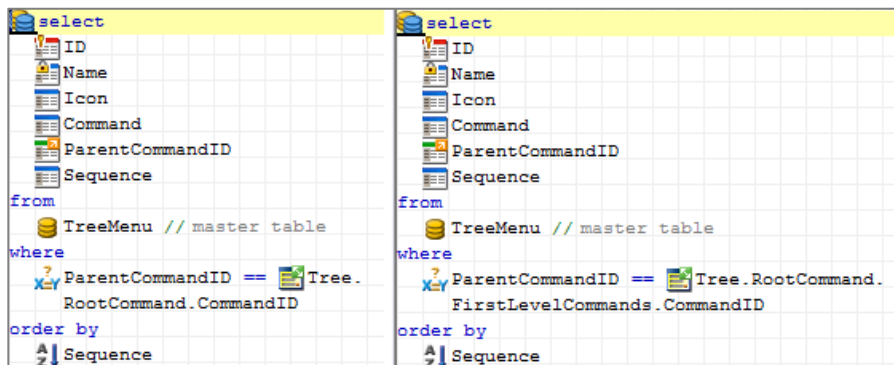 select
ID
Name
Icon
Command
ParentCommandID
Sequence
from
TreeMenu // master table
where
ParentCommandID == Tree.
RootCommand.CommandID
order by
Sequence
select
ID
Name
Icon
Command
ParentCommandID
Sequence
from
TreeMenu // master table
where
ParentCommandID == Tree.RootCommand.
FirstLevelCommands.CommandID
order by
Sequence